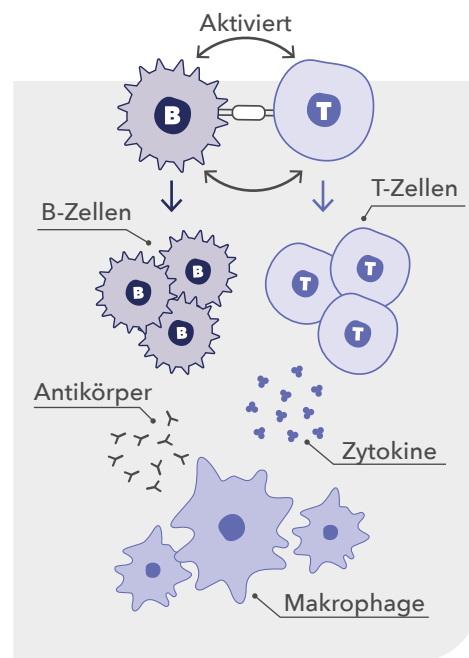 Aktiviert
B
T
T-Zellen
B-Zellen
B
T
B
T
B
T
Antikörper
Zytokine
Makrophage